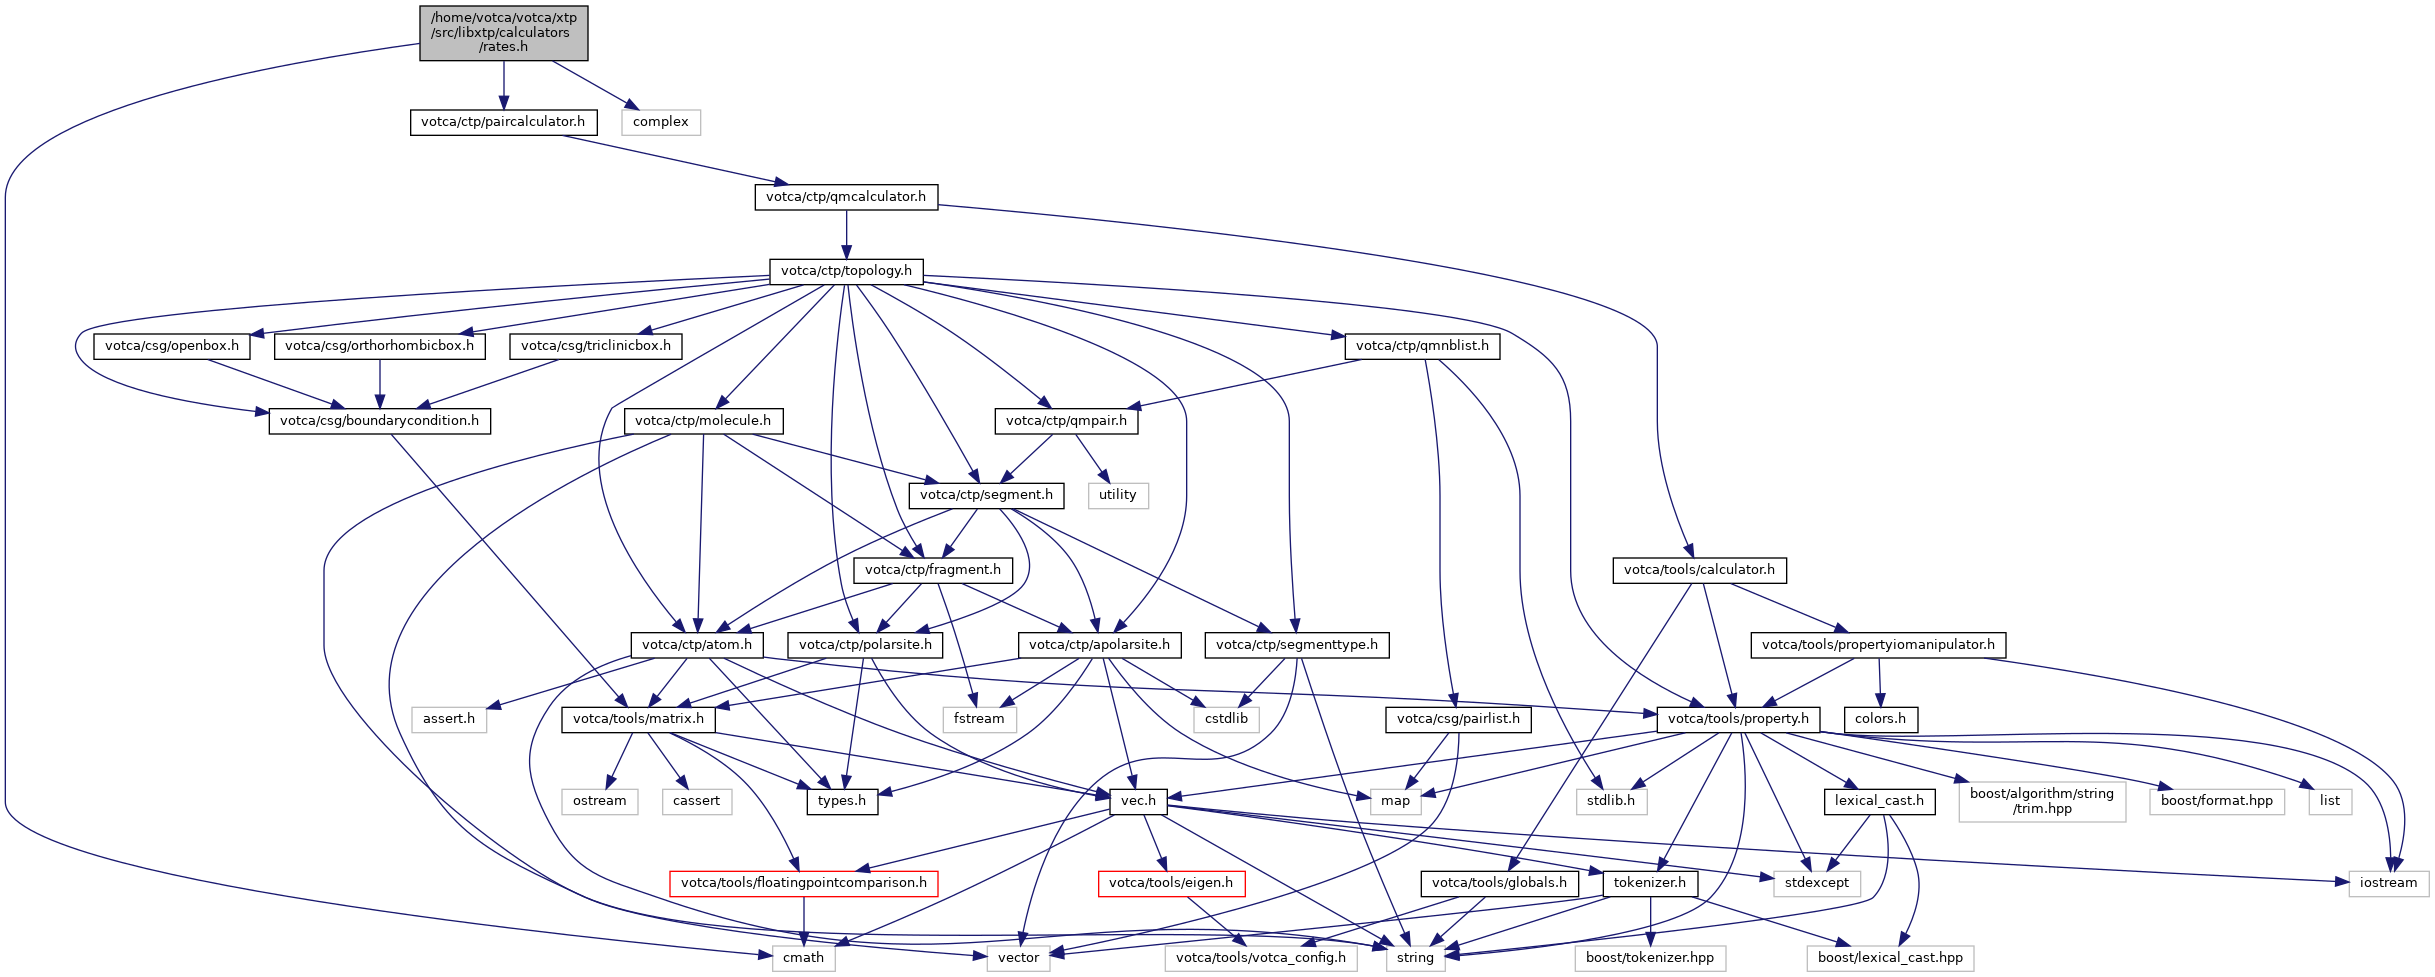 /home/votca/votca/xtp
/src/libxtp/calculators
/rates.h
votca/ctp/paircalculator.h
complex
votca/ctp/qmcalculator.h
votca/ctp/topology.h
votca/csg/openbox.h
votca/csg/orthorhombicbox.h
votca/csg/triclinicbox.h
votca/ctp/qmnblist.h
votca/csg/boundarycondition.h
votca/ctp/molecule.h
votca/ctp/qmpair.h
votca/ctp/segment.h
utility
votca/ctp/fragment.h
votca/tools/calculator.h
votca/ctp/atom.h
votca/ctp/polarsite.h
votca/ctp/apolarsite.h
votca/ctp/segmenttype.h
votca/tools/propertyiomanipulator.h
assert.h
votca/tools/matrix.h
fstream
cstdlib
votca/csg/pairlist.h
votca/tools/property.h
colors.h
ostream
cassert
types.h
vec.h
map
stdlib.h
lexical_cast.h
boost/algorithm/string
/trim.hpp
boost/format.hpp
list
votca/tools/floatingpointcomparison.h
votca/tools/eigen.h
votca/tools/globals.h
tokenizer.h
stdexcept
iostream
cmath
vector
votca/tools/votca_config.h
string
boost/tokenizer.hpp
boost/lexical_cast.hpp